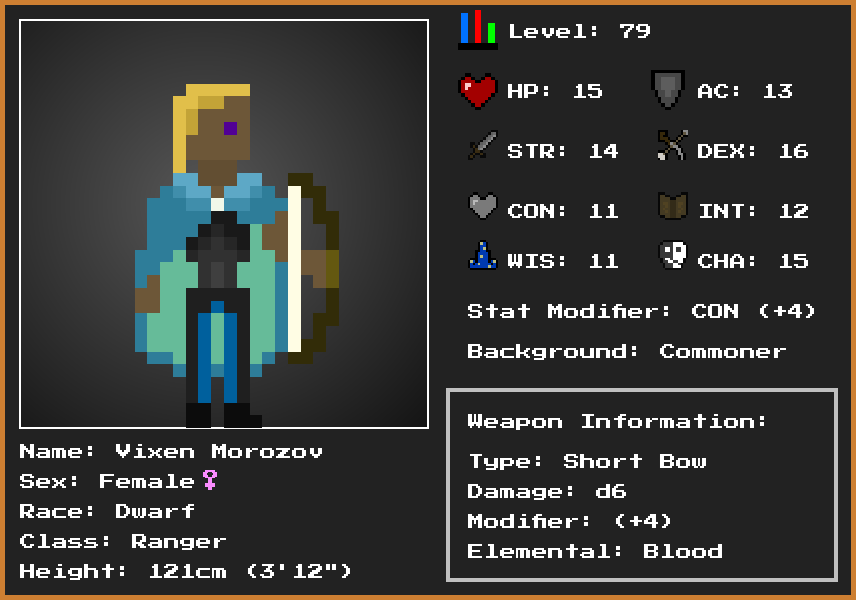 Level: 79
HP: 15 AC: 13
STR: 14 DEX: 16
CON: 11 INT: 12
WIS: 11 CHA: 15
Stat Modifier: CON (+4)
Background: Commoner
Weapon Information:
Type: Short Bow
Damage: d6
Modifier: (+4)
Elemental: Blood
Name: Vixen Morozov
Sex: Female♀
Race: Dwarf
Class: Ranger
Height: 121cm (3'12")